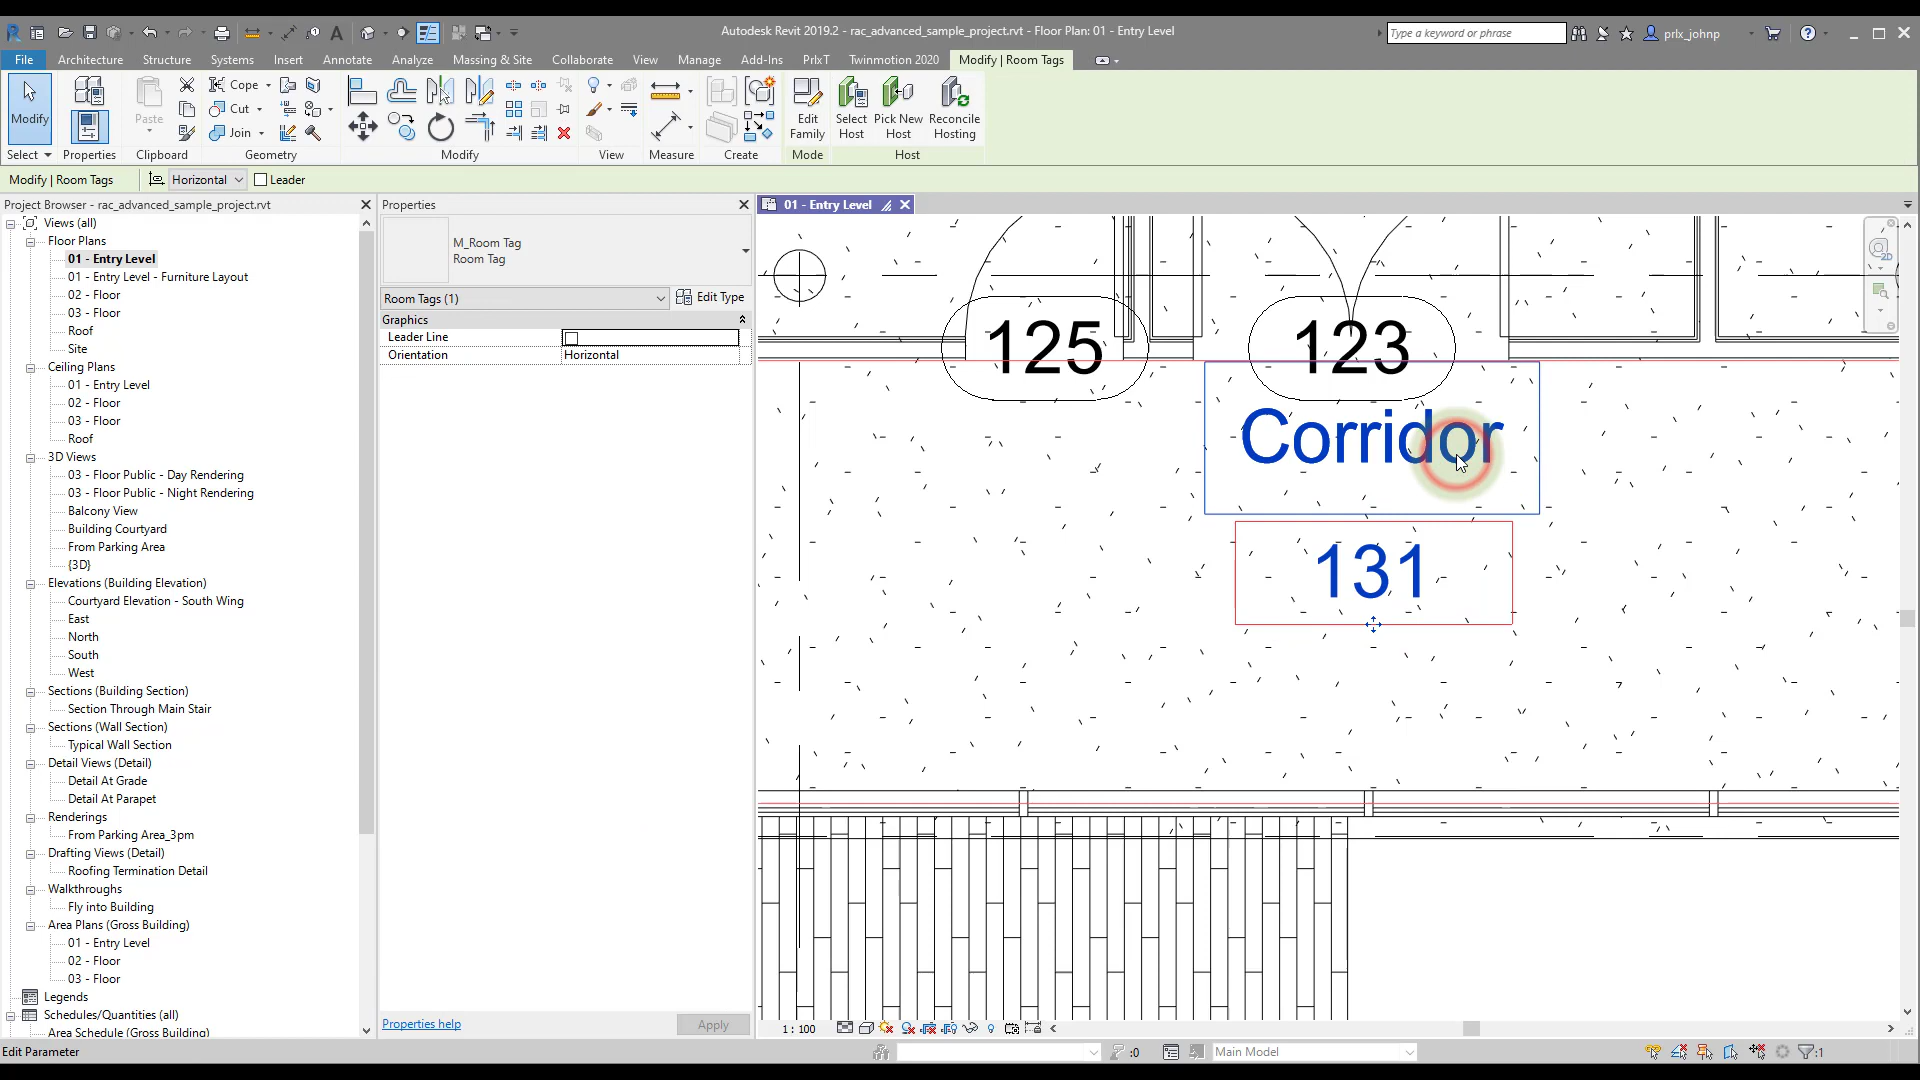 Autodesk Revit 2019.2 - rac_advanced_sample_project.rvt - Floor Plan: 01 - Entry Level
Type a keyword or phrase
prlx_johnp
File Architecture Structure Systems Insert Annotate Analyze Massing & Site Collaborate View Manage Add-Ins PrlxT Twinmotion 2020 Modify | Room Tags
Modify
Paste
Cope
Cut
Join
Edit Family
Select Host
Pick New Host
Reconcile Hosting
Select Properties Clipboard Geometry Modify View Measure Create Mode Host
Modify | Room Tags Horizontal Leader
Project Browser - rac_advanced_sample_project.rvt
Views (all)
Floor Plans
01 - Entry Level
01 - Entry Level - Furniture Layout
02 - Floor
03 - Floor
Roof
Site
Ceiling Plans
01 - Entry Level
02 - Floor
03 - Floor
Roof
3D Views
03 - Floor Public - Day Rendering
03 - Floor Public - Night Rendering
Balcony View
Building Courtyard
From Parking Area
{3D}
Elevations (Building Elevation)
Courtyard Elevation - South Wing
East
North
South
West
Sections (Building Section)
Section Through Main Stair
Sections (Wall Section)
Typical Wall Section
Detail Views (Detail)
Detail At Grade
Detail At Parapet
Renderings
From Parking Area_3pm
Drafting Views (Detail)
Roofing Termination Detail
Walkthroughs
Fly into Building
Area Plans (Gross Building)
01 - Entry Level
02 - Floor
03 - Floor
Legends
Schedules/Quantities (all)
Area Schedule (Gross Building)
Properties
M_Room Tag
Room Tag
Room Tags (1)
Edit Type
Graphics
Leader Line
Orientation Horizontal
Properties help
Apply
01 - Entry Level
2D
125
123
Corridor
131
1 : 100
Edit Parameter
:0
Main Model
:1